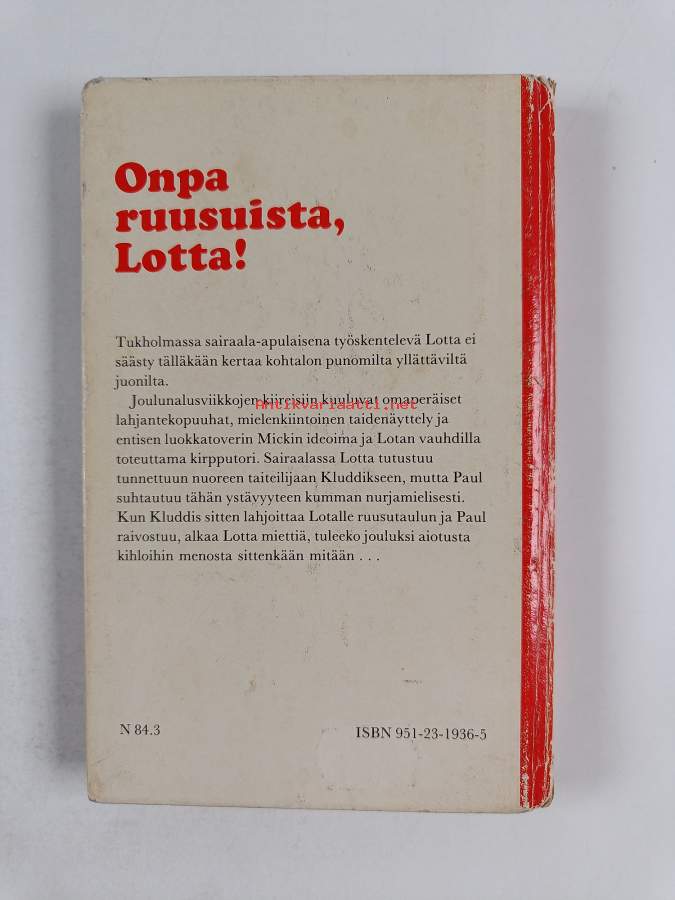 Onpa
ruusuista,
Lotta!
Tukholmassa sairaala-apulaisena työskentelevä Lotta ei
säästy tälläkään kertaa kohtalon punomilta yllättäviltä
juonilta.
Joulunalusviikkojen kiireisiin kuuluvat omaperäiset
Antikvariaatti.net
lahjantekopuuhat, mielenkiintoinen taidenäyttely ja
entisen luokkatoverin Mickin ideoima ja Lotan vauhdilla
toteuttama kirpputori. Sairaalassa Lotta tutustuu
tunnettuun nuoreen taiteilijaan Kluddikseen, mutta Paul
suhtautuu tähän ystävyyteen kumman nurjamielisesti.
Kun Kluddis sitten lahjoittaa Lotalle ruusutaulun ja Paul
raivostuu, alkaa Lotta miettiä, tuleeko jouluksi aiotusta
kihloihin menosta sittenkään mitään . . .
N 84.3
ISBN 951-23-1936-5